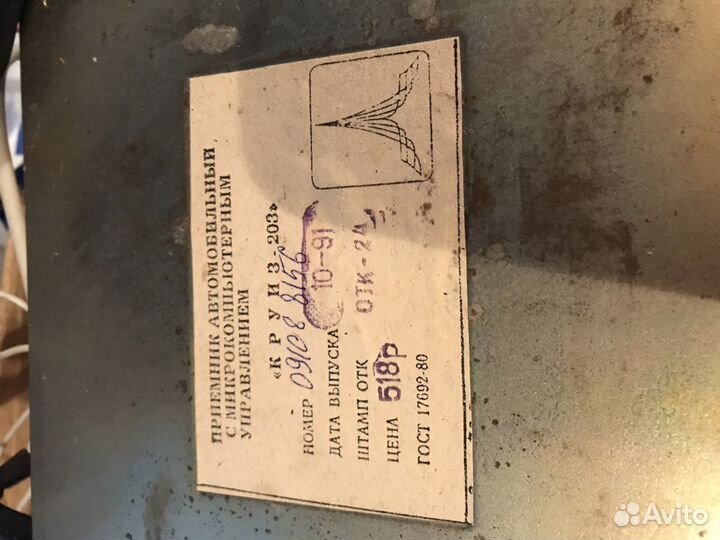 ПРИЕМНИК АВТОМОБИЛЬНЫЙ
С МИКРОКОМПЬЮТЕРНЫМ
УПРАВЛЕНИЕМ
«КРУИЗ-203»
НОМЕР 09108 8156
ДАТА ВЫПУСКА 10-91
ШТАМП ОТК ОТК-24
ЦЕНА 518р
ГОСТ 17692-80
Avito